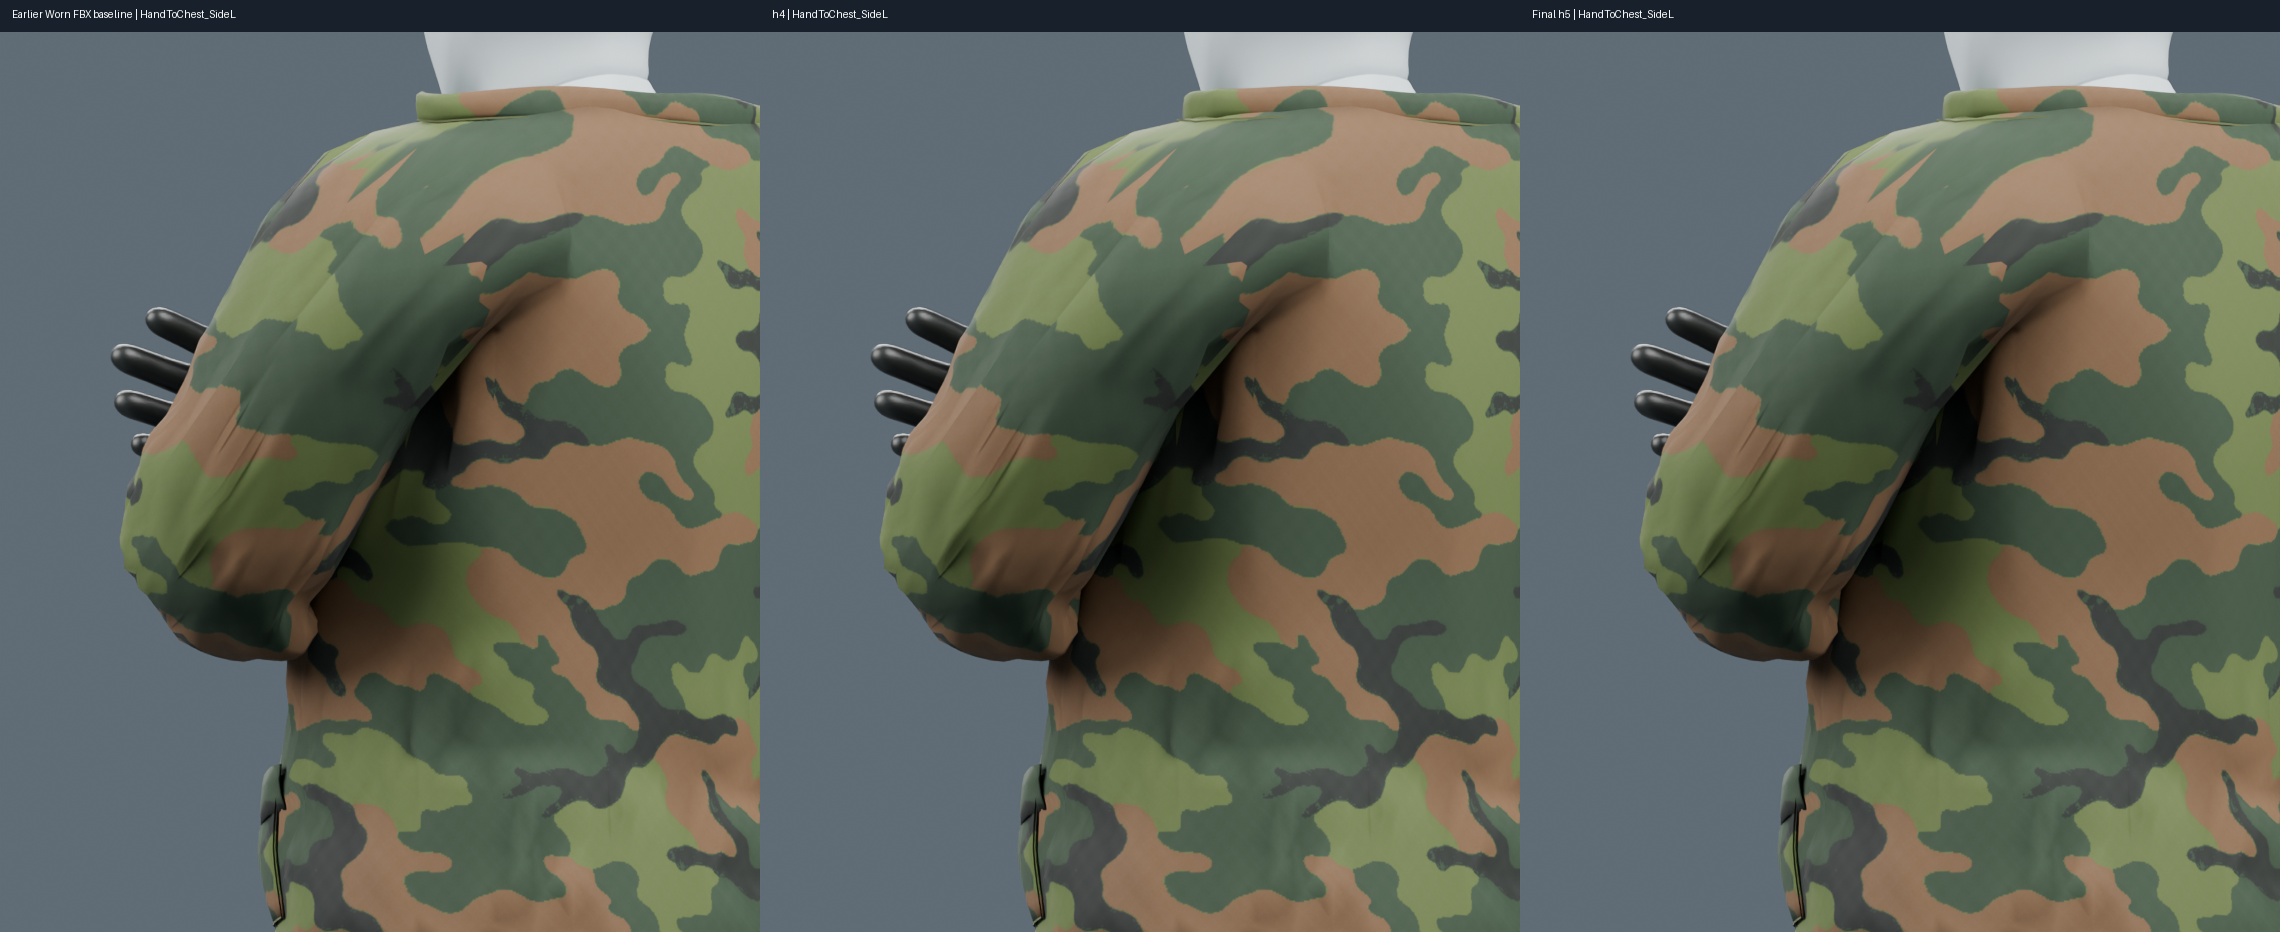 Earlier Worn FBX baseline | HandToChest_SideL
h4 | HandToChest_SideL
Final h5 | HandToChest_SideL